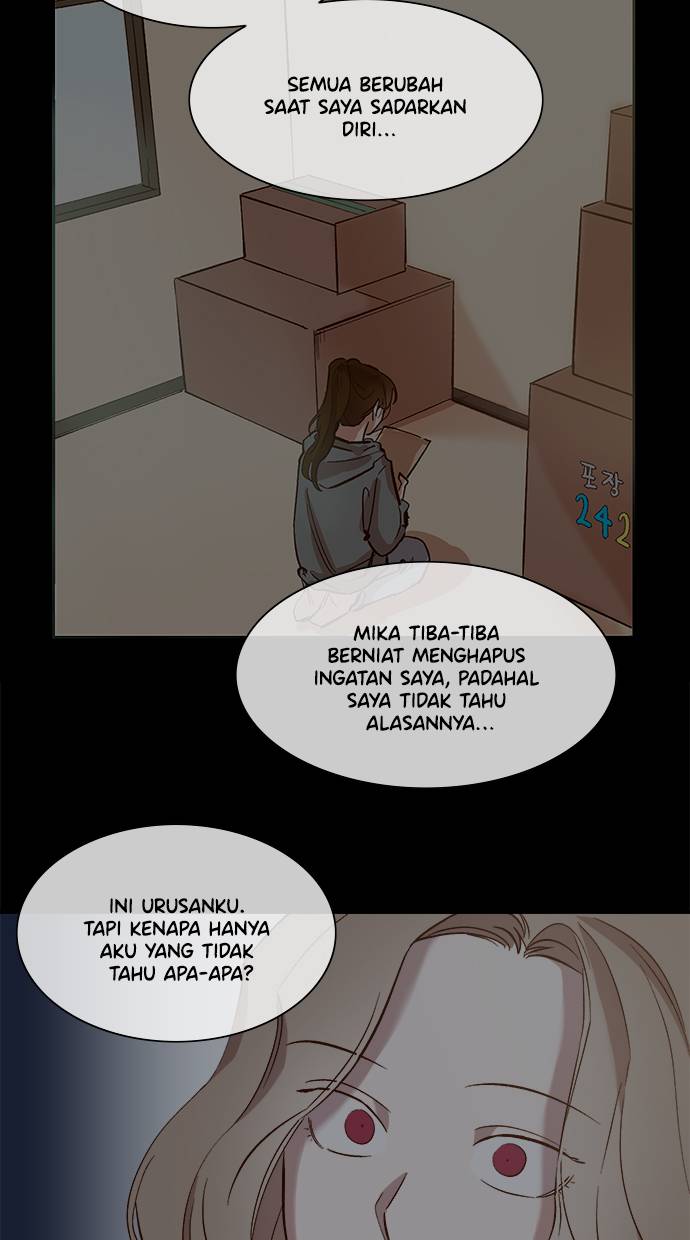 SEMUA BERUBAH
SAAT SAYA SADARKAN
DIRI...
포장
242
MIKA TIBA-TIBA
BERNIAT MENGHAPUS
INGATAN SAYA, PADAHAL
SAYA TIDAK TAHU
ALASANNYA...
INI URUSANKU.
TAPI KENAPA HANYA
AKU YANG TIDAK
TAHU APA-APA?